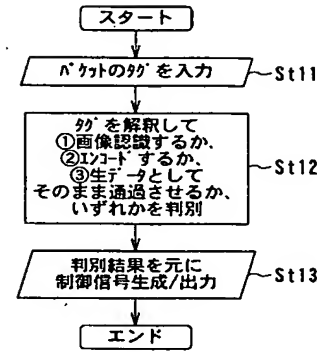 スタート
ﾊﾟｹｯﾄのﾀｸﾞを入力
St11
ﾀｸﾞを解釈して
①画像認識するか、
②ｴﾝｺｰﾄﾞするか、
③生ﾃﾞｰﾀとして
そのまま通過させるか、
いずれかを判別
St12
判別結果を元に
制御信号生成/出力
St13
エンド